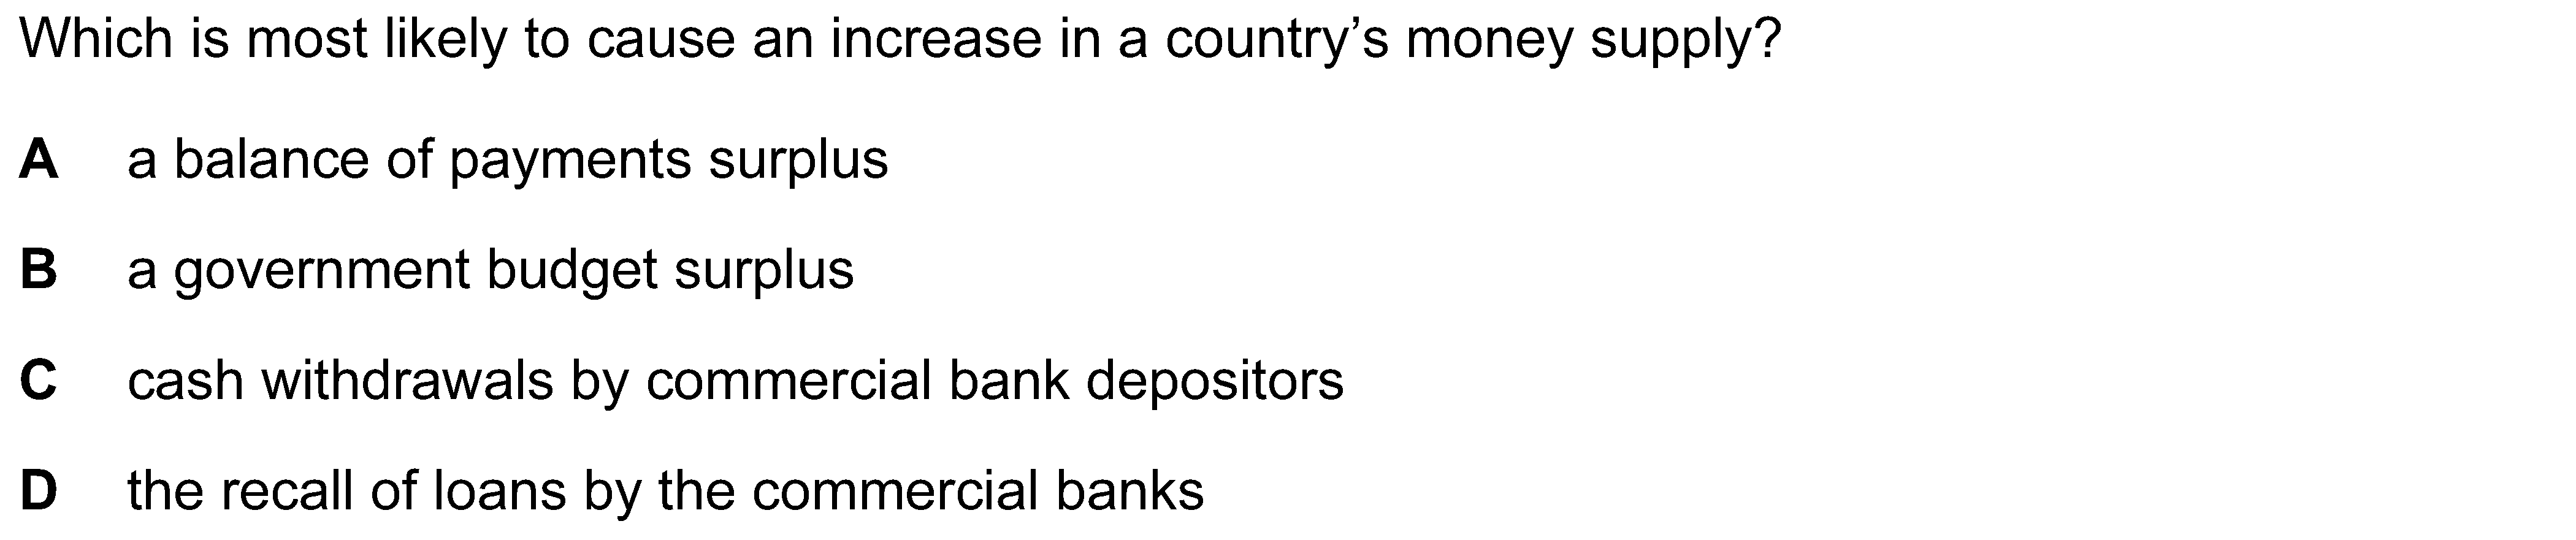 Which is most likely to cause an increase in a country’s money supply?
A a balance of payments surplus
B a government budget surplus
C cash withdrawals by commercial bank depositors
D the recall of loans by the commercial banks